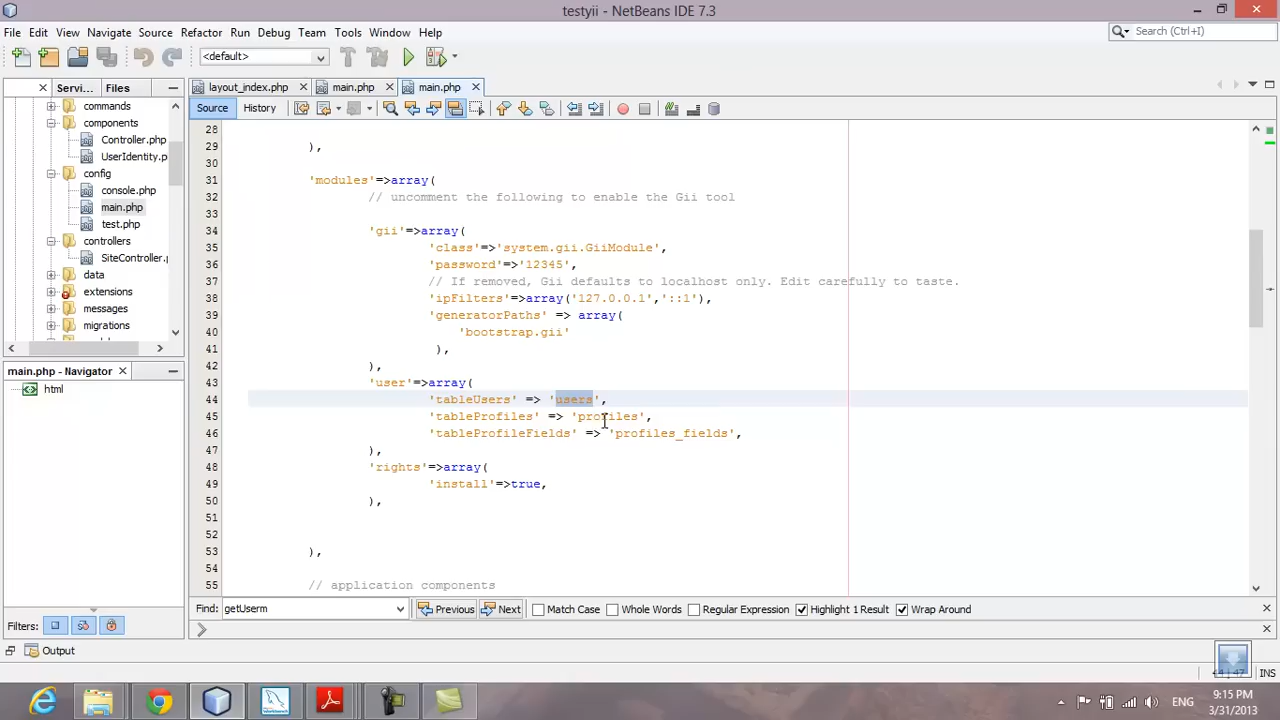 testyii - NetBeans IDE 7.3
File Edit View Navigate Source Refactor Run Debug Team Tools Window Help
Search (Ctrl+I)
<default>
Servi... Files
layout_index.php main.php main.php
Source History
commands
components
Controller.php
UserIdentity.p
config
console.php
main.php
test.php
controllers
SiteController.p
data
extensions
messages
migrations
main.php - Navigator
html
Filters:
28
29 ),
30
31 'modules'=>array(
32 // uncomment the following to enable the Gii tool
33
34 'gii'=>array(
35 'class'=>'system.gii.GiiModule',
36 'password'=>'12345',
37 // If removed, Gii defaults to localhost only. Edit carefully to taste.
38 'ipFilters'=>array('127.0.0.1','::1'),
39 'generatorPaths' => array(
40 'bootstrap.gii'
41 ),
42 ),
43 'user'=>array(
44 'tableUsers' => 'users',
45 'tableProfiles' => 'profiles',
46 'tableProfileFields' => 'profiles_fields',
47 ),
48 'rights'=>array(
49 'install'=>true,
50 ),
51
52
53 ),
54
55 // application components
Find: getUserm Previous Next Match Case Whole Words Regular Expression Highlight 1 Result Wrap Around
Output
INS
ENG
9:15 PM
3/31/2013